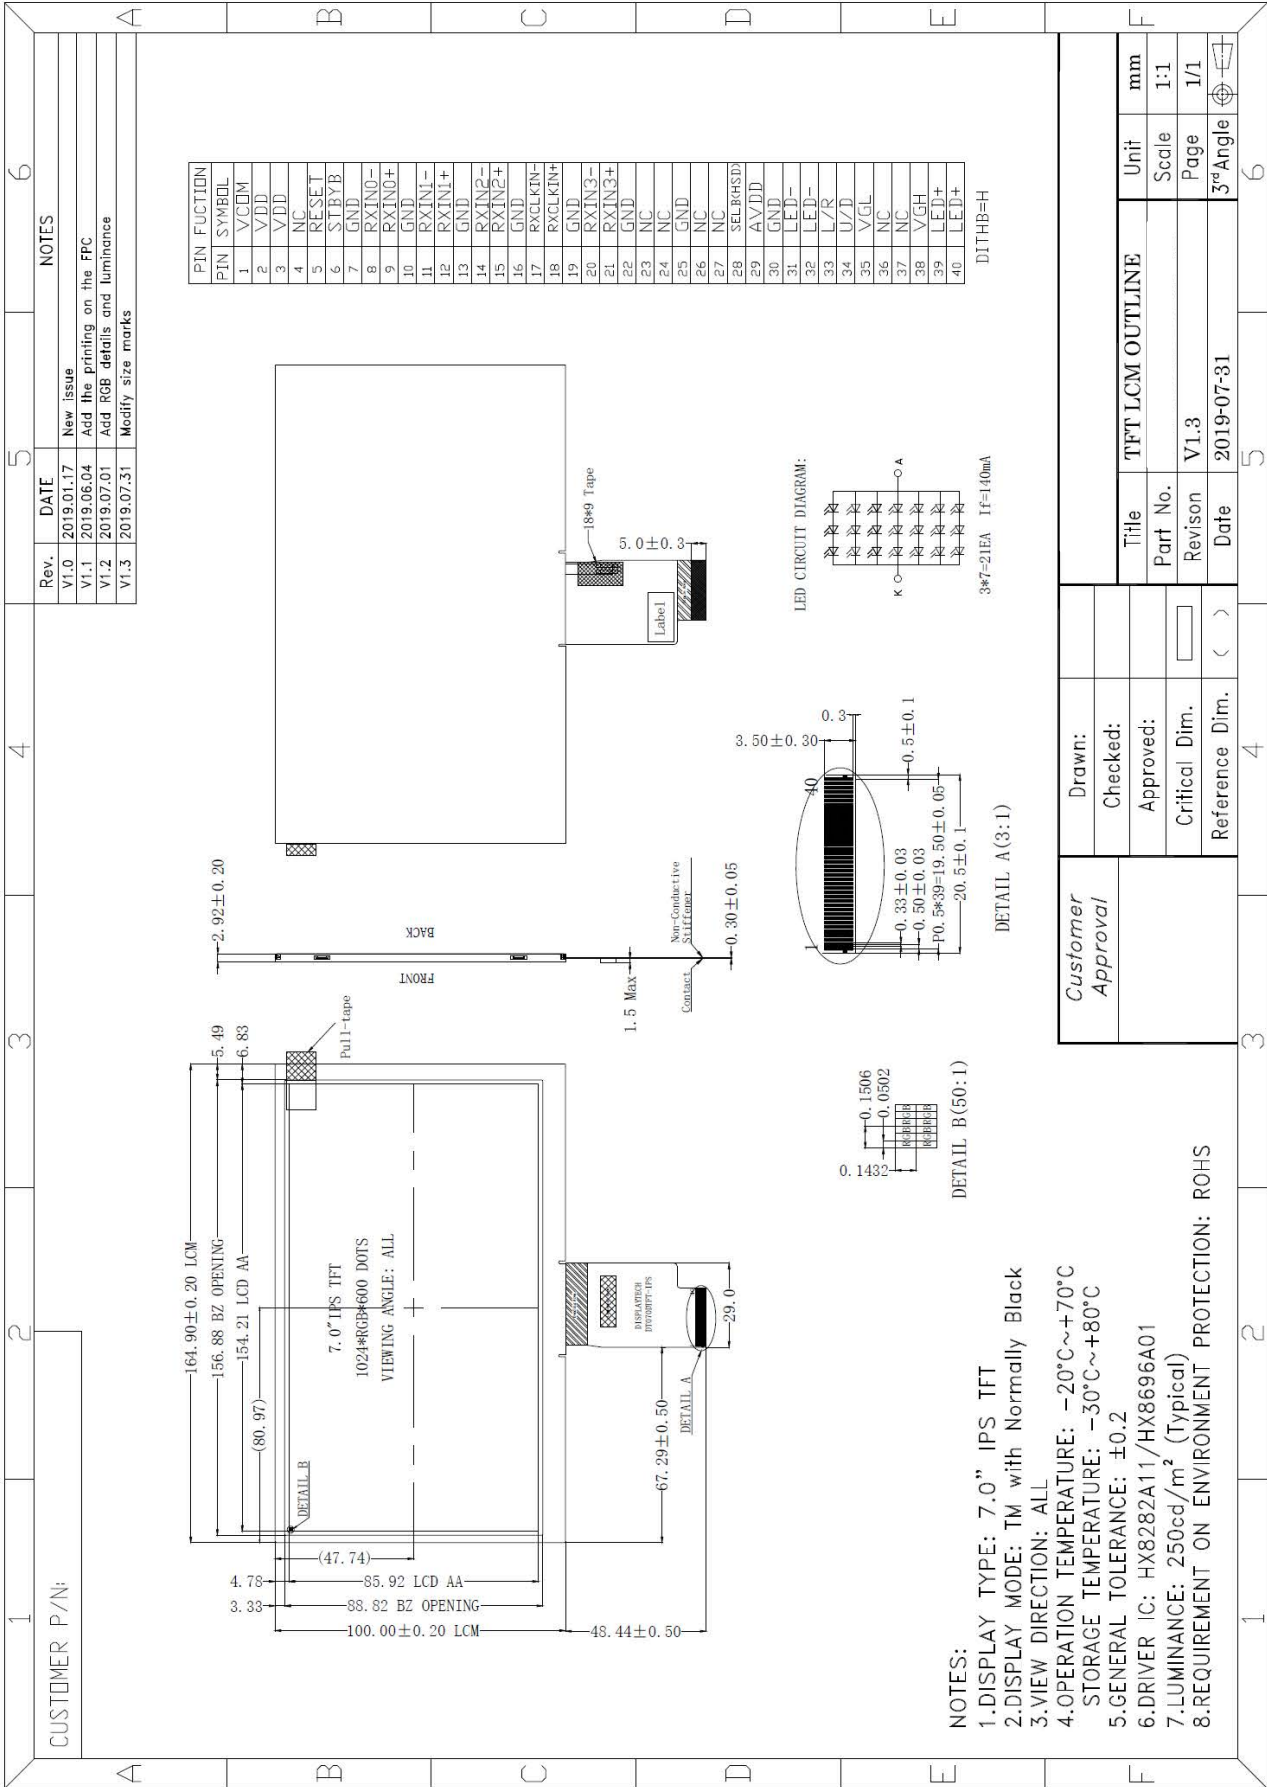 1 2 3 4 5 6
A B C D E F
CUSTOMER P/N:
Rev. DATE NOTES
V1.0 2019.01.17 New issue
V1.1 2019.06.04 Add the printing on the FPC
V1.2 2019.07.01 Add RGB details and luminance
V1.3 2019.07.31 Modify size marks
164.90±0.20 LCM
156.88 BZ OPENING
154.21 LCD AA
(80.97)
5.49
6.83
Pull-tape
DETAIL B
7.0"IPS TFT
1024*RGB*600 DOTS
VIEWING ANGLE: ALL
(47.74)
4.78
85.92 LCD AA
3.33
88.82 BZ OPENING
100.00±0.20 LCM
48.44±0.50
67.29±0.50
DETAIL A
29.0
DISPLAYTECH
2.92±0.20
FRONT
BACK
1.5 Max
Contact
Non-Conductive
Stiffener
0.30±0.05
18*9 Tape
Label
5.0±0.3
PIN FUCTION
PIN SYMBOL
1 VCOM
2 VDD
3 VDD
4 NC
5 RESET
6 STBYB
7 GND
8 RXIN0-
9 RXIN0+
10 GND
11 RXIN1-
12 RXIN1+
13 GND
14 RXIN2-
15 RXIN2+
16 GND
17 RXCLKIN-
18 RXCLKIN+
19 GND
20 RXIN3-
21 RXIN3+
22 GND
23 NC
24 NC
25 GND
26 NC
27 NC
28 SELB(HSD)
29 AVDD
30 GND
31 LED-
32 LED-
33 L/R
34 U/D
35 VGL
36 NC
37 NC
38 VGH
39 LED+
40 LED+
DITHB=H
0.1506
0.0502
0.1432
RGBRGB
RGBRGB
DETAIL B(50:1)
3.50±0.30
0.3
1 40
0.5±0.1
0.33±0.03
0.50±0.03
P0.5*39=19.50±0.05
20.5±0.1
DETAIL A(3:1)
LED CIRCUIT DIAGRAM:
K A
3*7=21EA If=140mA
NOTES:
1.DISPLAY TYPE: 7.0” IPS TFT
2.DISPLAY MODE: TM with Normally Black
3.VIEW DIRECTION: ALL
4.OPERATION TEMPERATURE: -20°C~+70°C
STORAGE TEMPERATURE: -30°C~+80°C
5.GENERAL TOLERANCE: ±0.2
6.DRIVER IC: HX8282A11/HX8696A01
7.LUMINANCE: 250cd/m² (Typical)
8.REQUIREMENT ON ENVIRONMENT PROTECTION: ROHS
Customer
Approval
Drawn:
Checked:
Approved:
Critical Dim.
Reference Dim. ( )
Title TFT LCM OUTLINE Unit mm
Part No. Scale 1:1
Revison V1.3 Page 1/1
Date 2019-07-31 3rd Angle
1 2 3 4 5 6
A B C D E F